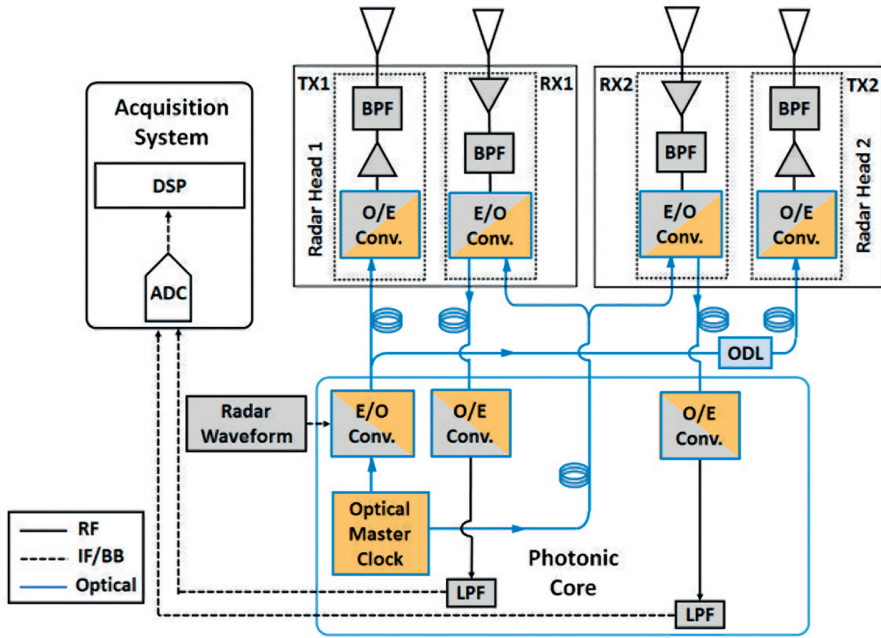 Acquisition
System
DSP
ADC
TX1
BPF
O/E
Conv.
Radar Head 1
RX1
BPF
E/O
Conv.
RX2
BPF
E/O
Conv.
TX2
BPF
O/E
Conv.
Radar Head 2
ODL
Radar
Waveform
E/O
Conv.
O/E
Conv.
O/E
Conv.
Optical
Master
Clock
Photonic
Core
LPF
LPF
RF
IF/BB
Optical